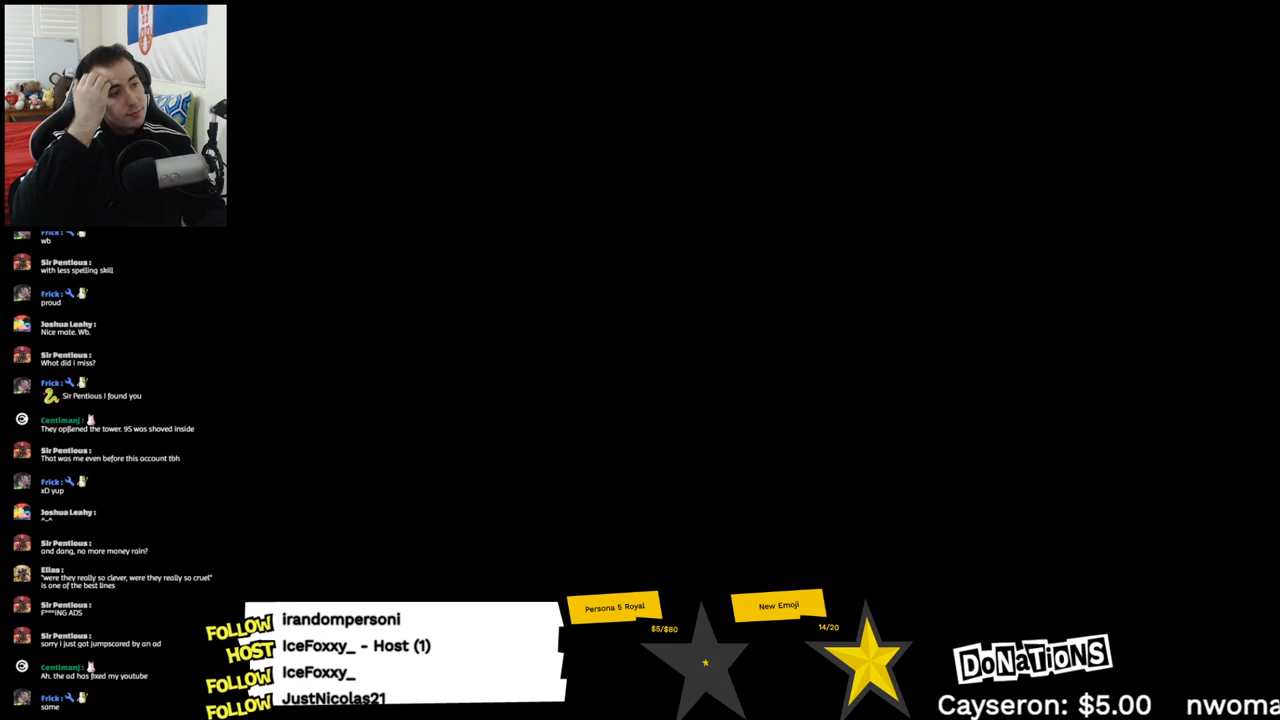 Frick :
wb
Sir Pentious :
with less spelling skill
Frick :
proud
Joshua Leahy :
Nice mate. Wb.
Sir Pentious :
What did i miss?
Frick :
Sir Pentious I found you
Centimanj :
They opßened the tower. 9S was shoved inside
Sir Pentious :
That was me even before this account tbh
Frick :
xD yup
Joshua Leahy :
^_^
Sir Pentious :
and dang, no more money rain?
Elias :
"were they really so clever, were they really so cruel"
is one of the best lines
Sir Pentious :
F***ING ADS
Sir Pentious :
sorry i just got jumpscared by an ad
Centimanj :
Ah. the ad has fixed my youtube
Frick :
same
FOLLOW irandompersoni
HOST IceFoxxy_ - Host (1)
FOLLOW IceFoxxy_
FOLLOW JustNicolas21
Persona 5 Royal
$5/$80
New Emoji
14/20
DoNaTioNS
Cayseron: $5.00 nwoma